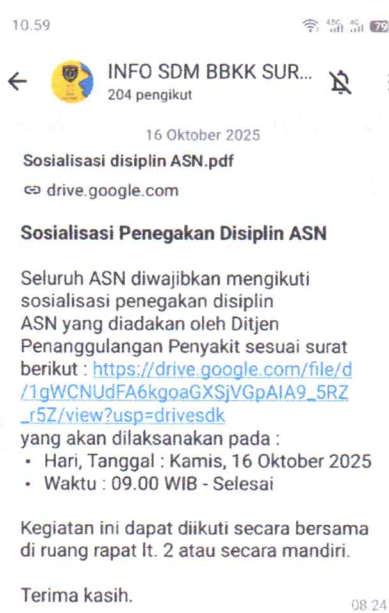 10.59
4G 4G 79
INFO SDM BBKK SUR...
204 pengikut
16 Oktober 2025
Sosialisasi disiplin ASN.pdf
drive.google.com
Sosialisasi Penegakan Disiplin ASN
Seluruh ASN diwajibkan mengikuti
sosialisasi penegakan disiplin
ASN yang diadakan oleh Ditjen
Penanggulangan Penyakit sesuai surat
berikut : https://drive.google.com/file/d
/1gWCNUdFA6kgoaGXSjVGpAIA9_5RZ
_r5Z/view?usp=drivesdk
yang akan dilaksanakan pada :
• Hari, Tanggal : Kamis, 16 Oktober 2025
• Waktu : 09.00 WIB - Selesai
Kegiatan ini dapat diikuti secara bersama
di ruang rapat lt. 2 atau secara mandiri.
Terima kasih.
08.24